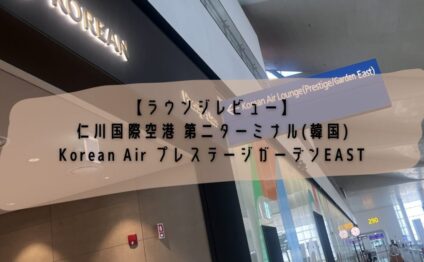 KOREAN
Korean Air Lounge(Prestige/Garden East)
【ラウンジレビュー】
仁川国際空港 第二ターミナル(韓国)
Korean Air プレステージガーデンEAST